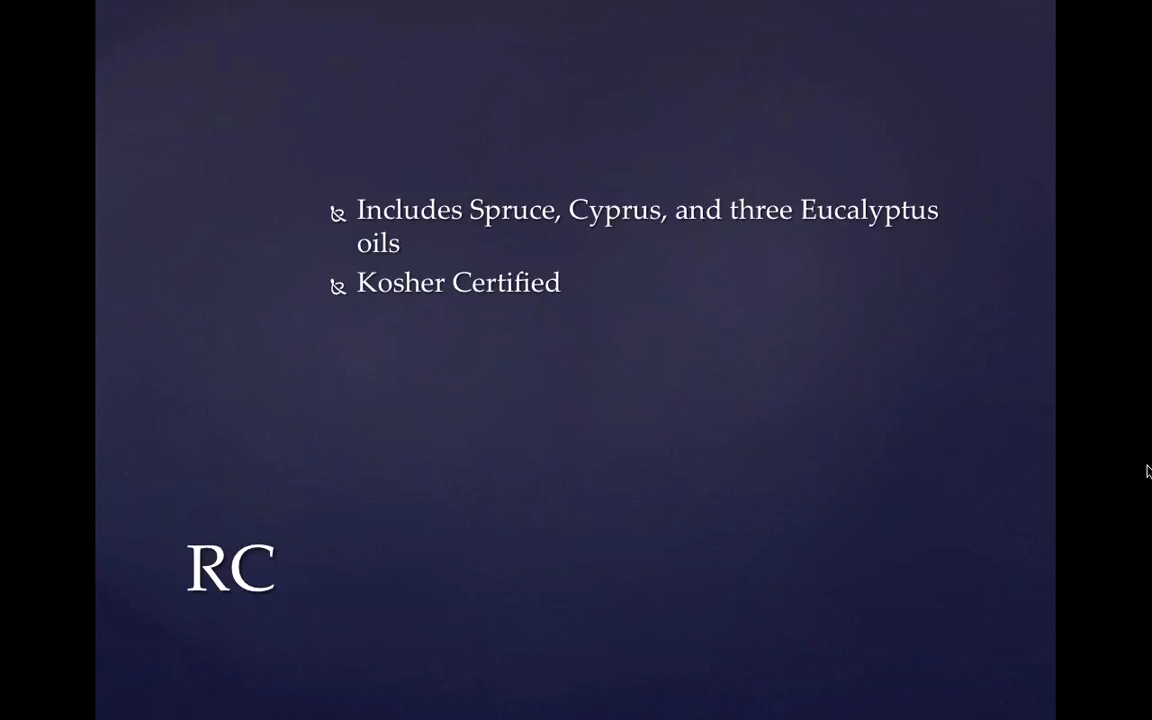 Includes Spruce, Cyprus, and three Eucalyptus
oils
Kosher Certified
RC